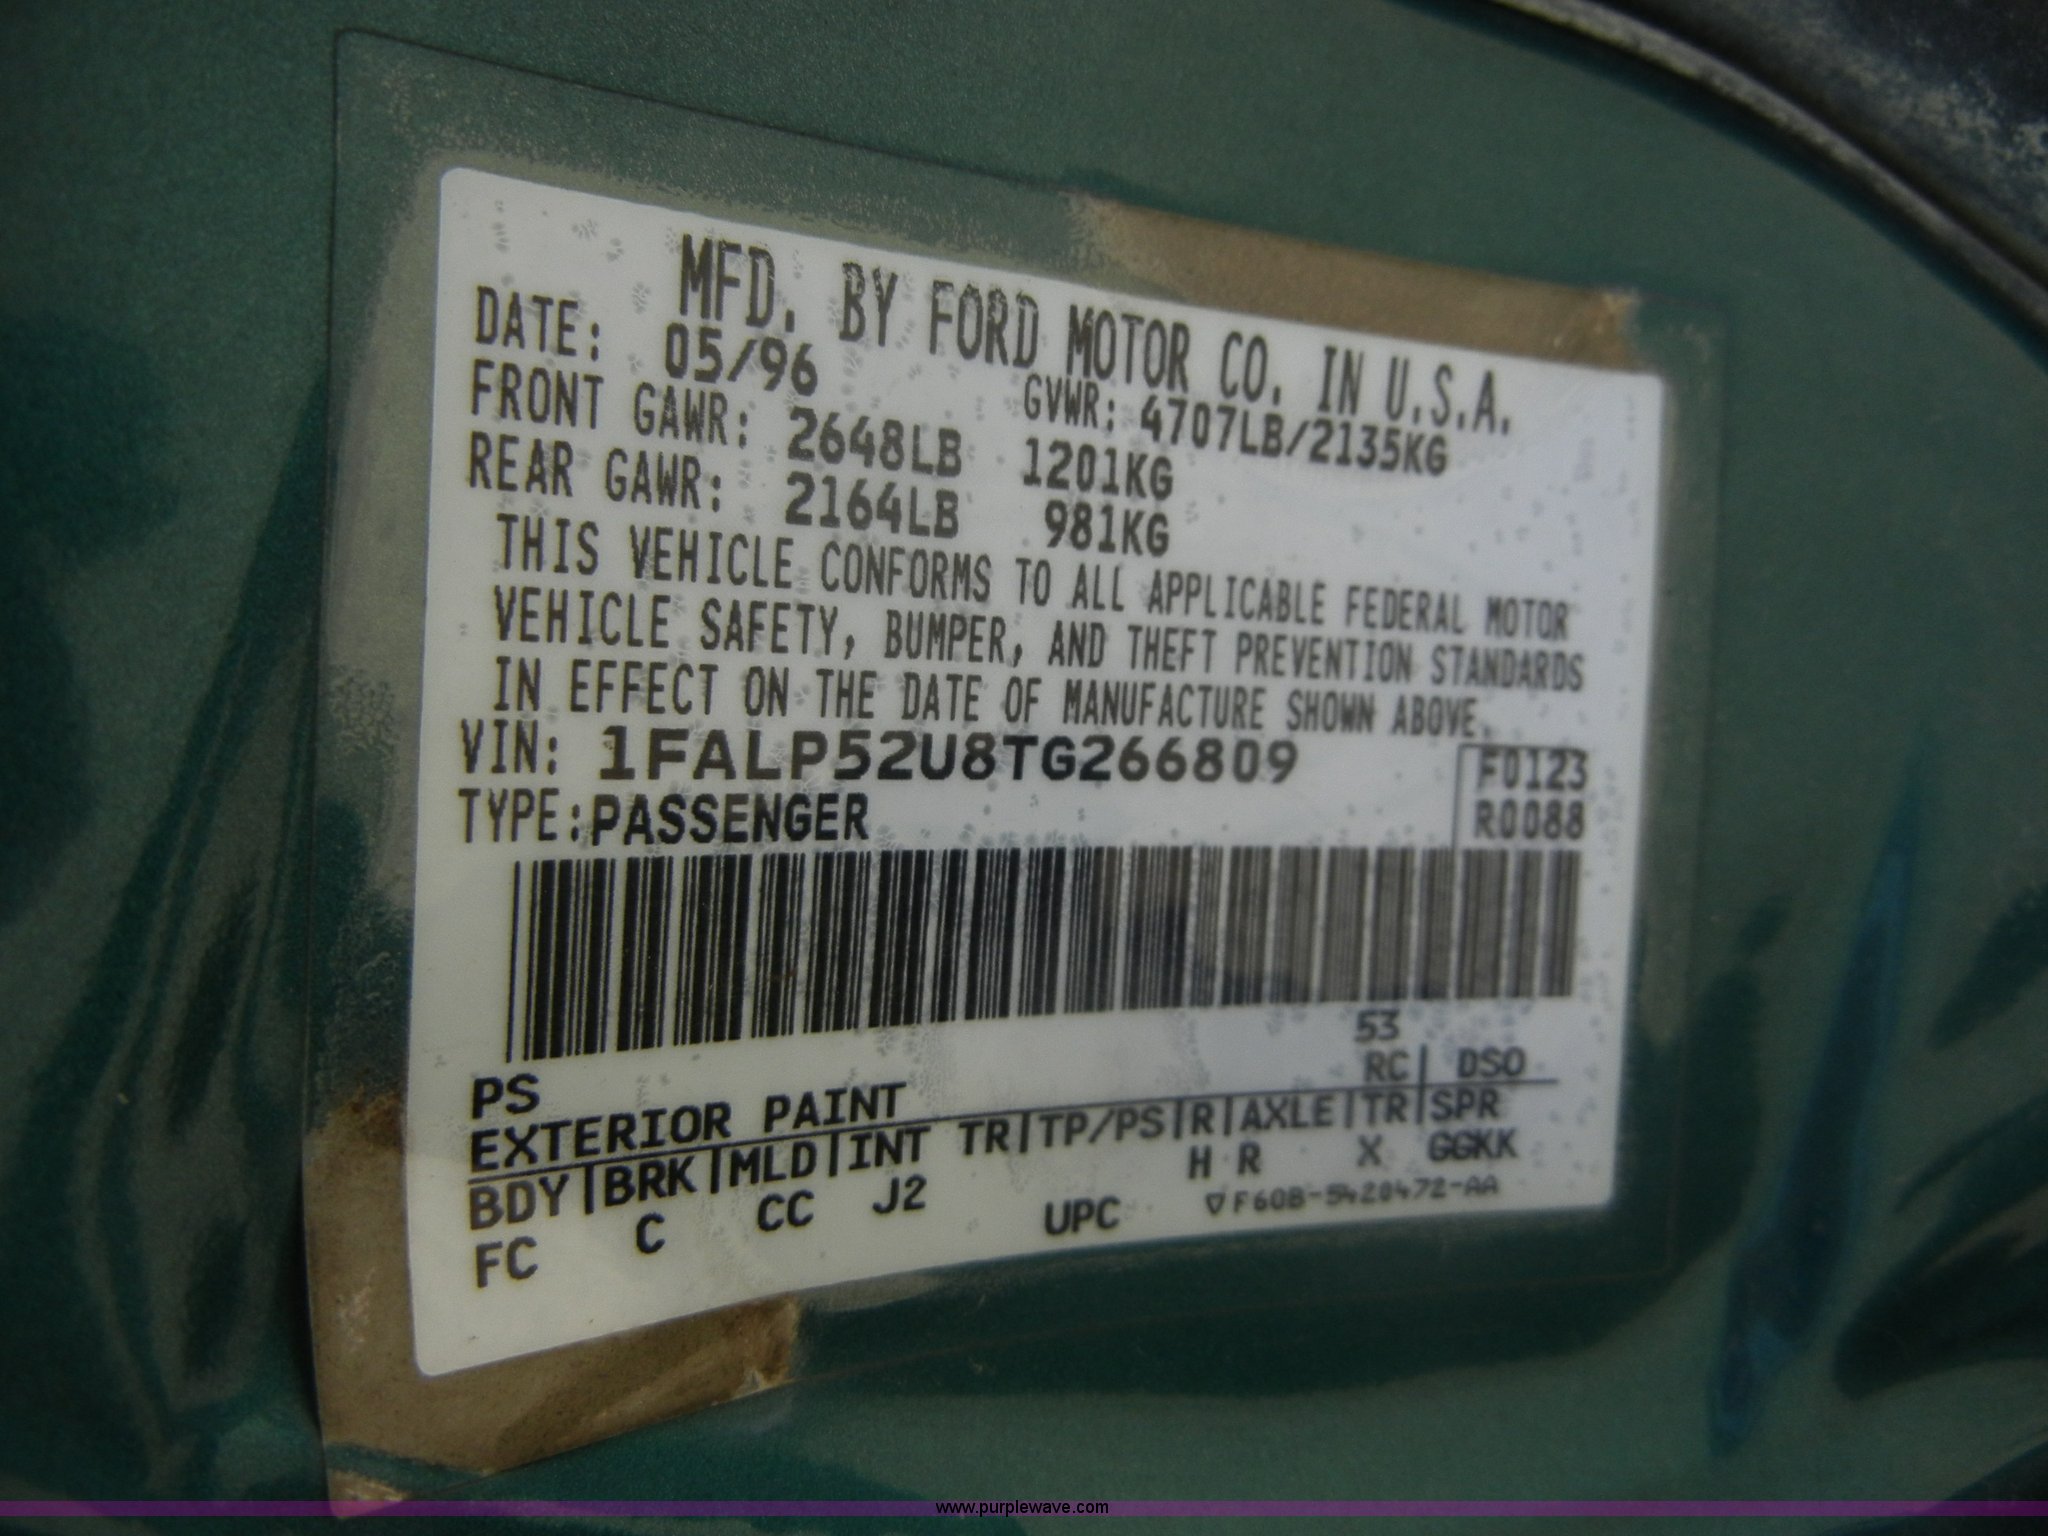 MFD. BY FORD MOTOR CO. IN U.S.A.
DATE: 05/96 GVWR: 4707LB/2135KG
FRONT GAWR: 2648LB 1201KG
REAR GAWR: 2164LB 981KG
THIS VEHICLE CONFORMS TO ALL APPLICABLE FEDERAL MOTOR
VEHICLE SAFETY, BUMPER, AND THEFT PREVENTION STANDARDS
IN EFFECT ON THE DATE OF MANUFACTURE SHOWN ABOVE.
VIN: 1FALP52U8TG266809 F0123
TYPE: PASSENGER R0088
53
PS RC DSO
EXTERIOR PAINT
BDY BRK MLD INT TR TP/PS R AXLE TR SPR
FC C CC J2 H R X GGKK
UPC ▽F60B-5420472-AA
www.purplewave.com